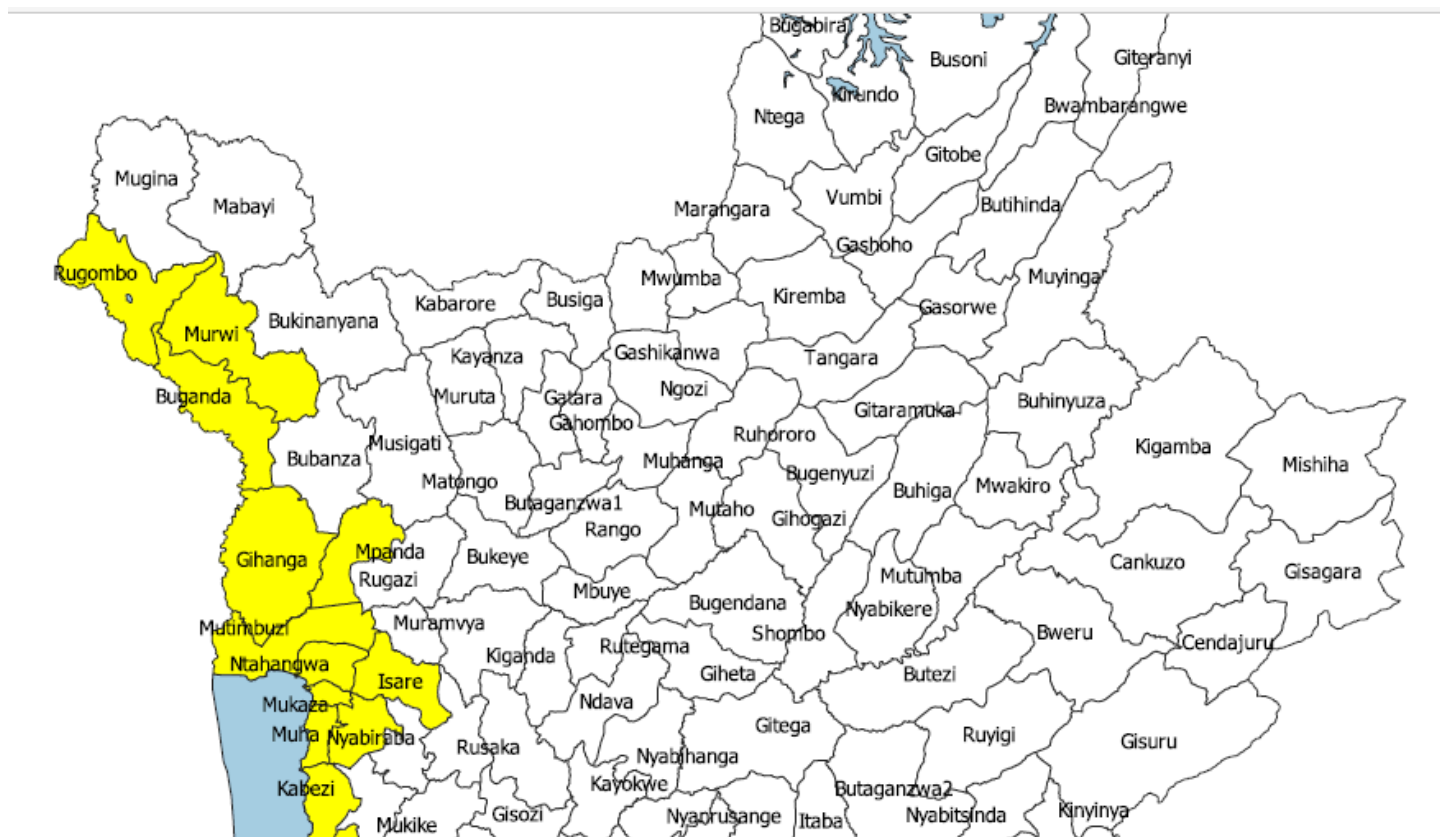 Bugabira
Busoni
Giteranyi
Kirundo
Bwambarangwe
Ntega
Gitobe
Mugina
Mabayi
Vumbi
Butihinda
Marangara
Gashoho
Rugombo
Mwumba
Muyinga
Kabarore
Busiga
Kiremba
Gasorwe
Bukinanyana
Murwi
Kayanza
Gashikanwa
Tangara
Buganda
Muruta
Gatara
Ngozi
Gahombo
Gitaramuka
Buhinyuza
Musigati
Ruhororo
Kigamba
Bubanza
Muhanga
Mishiha
Matongo
Bugenyuzi
Buhiga
Mwakiro
Butaganzwa1
Mutaho
Gihogazi
Rango
Gihanga
Mpanda
Bukeye
Cankuzo
Rugazi
Mutumba
Gisagara
Mbuye
Bugendana
Nyabikere
Mutimbuzi
Muramvya
Shombo
Bweru
Ntahangwa
Kiganda
Rutegama
Cendajuru
Isare
Giheta
Butezi
Mukaza
Ndava
Muha
Nyabiraba
Rusaka
Gitega
Ruyigi
Gisuru
Nyabihanga
Kabezi
Kayokwe
Butaganzwa2
Mukike
Gisozi
Nyanrusange
Itaba
Nyabitsinda
Kinyinya